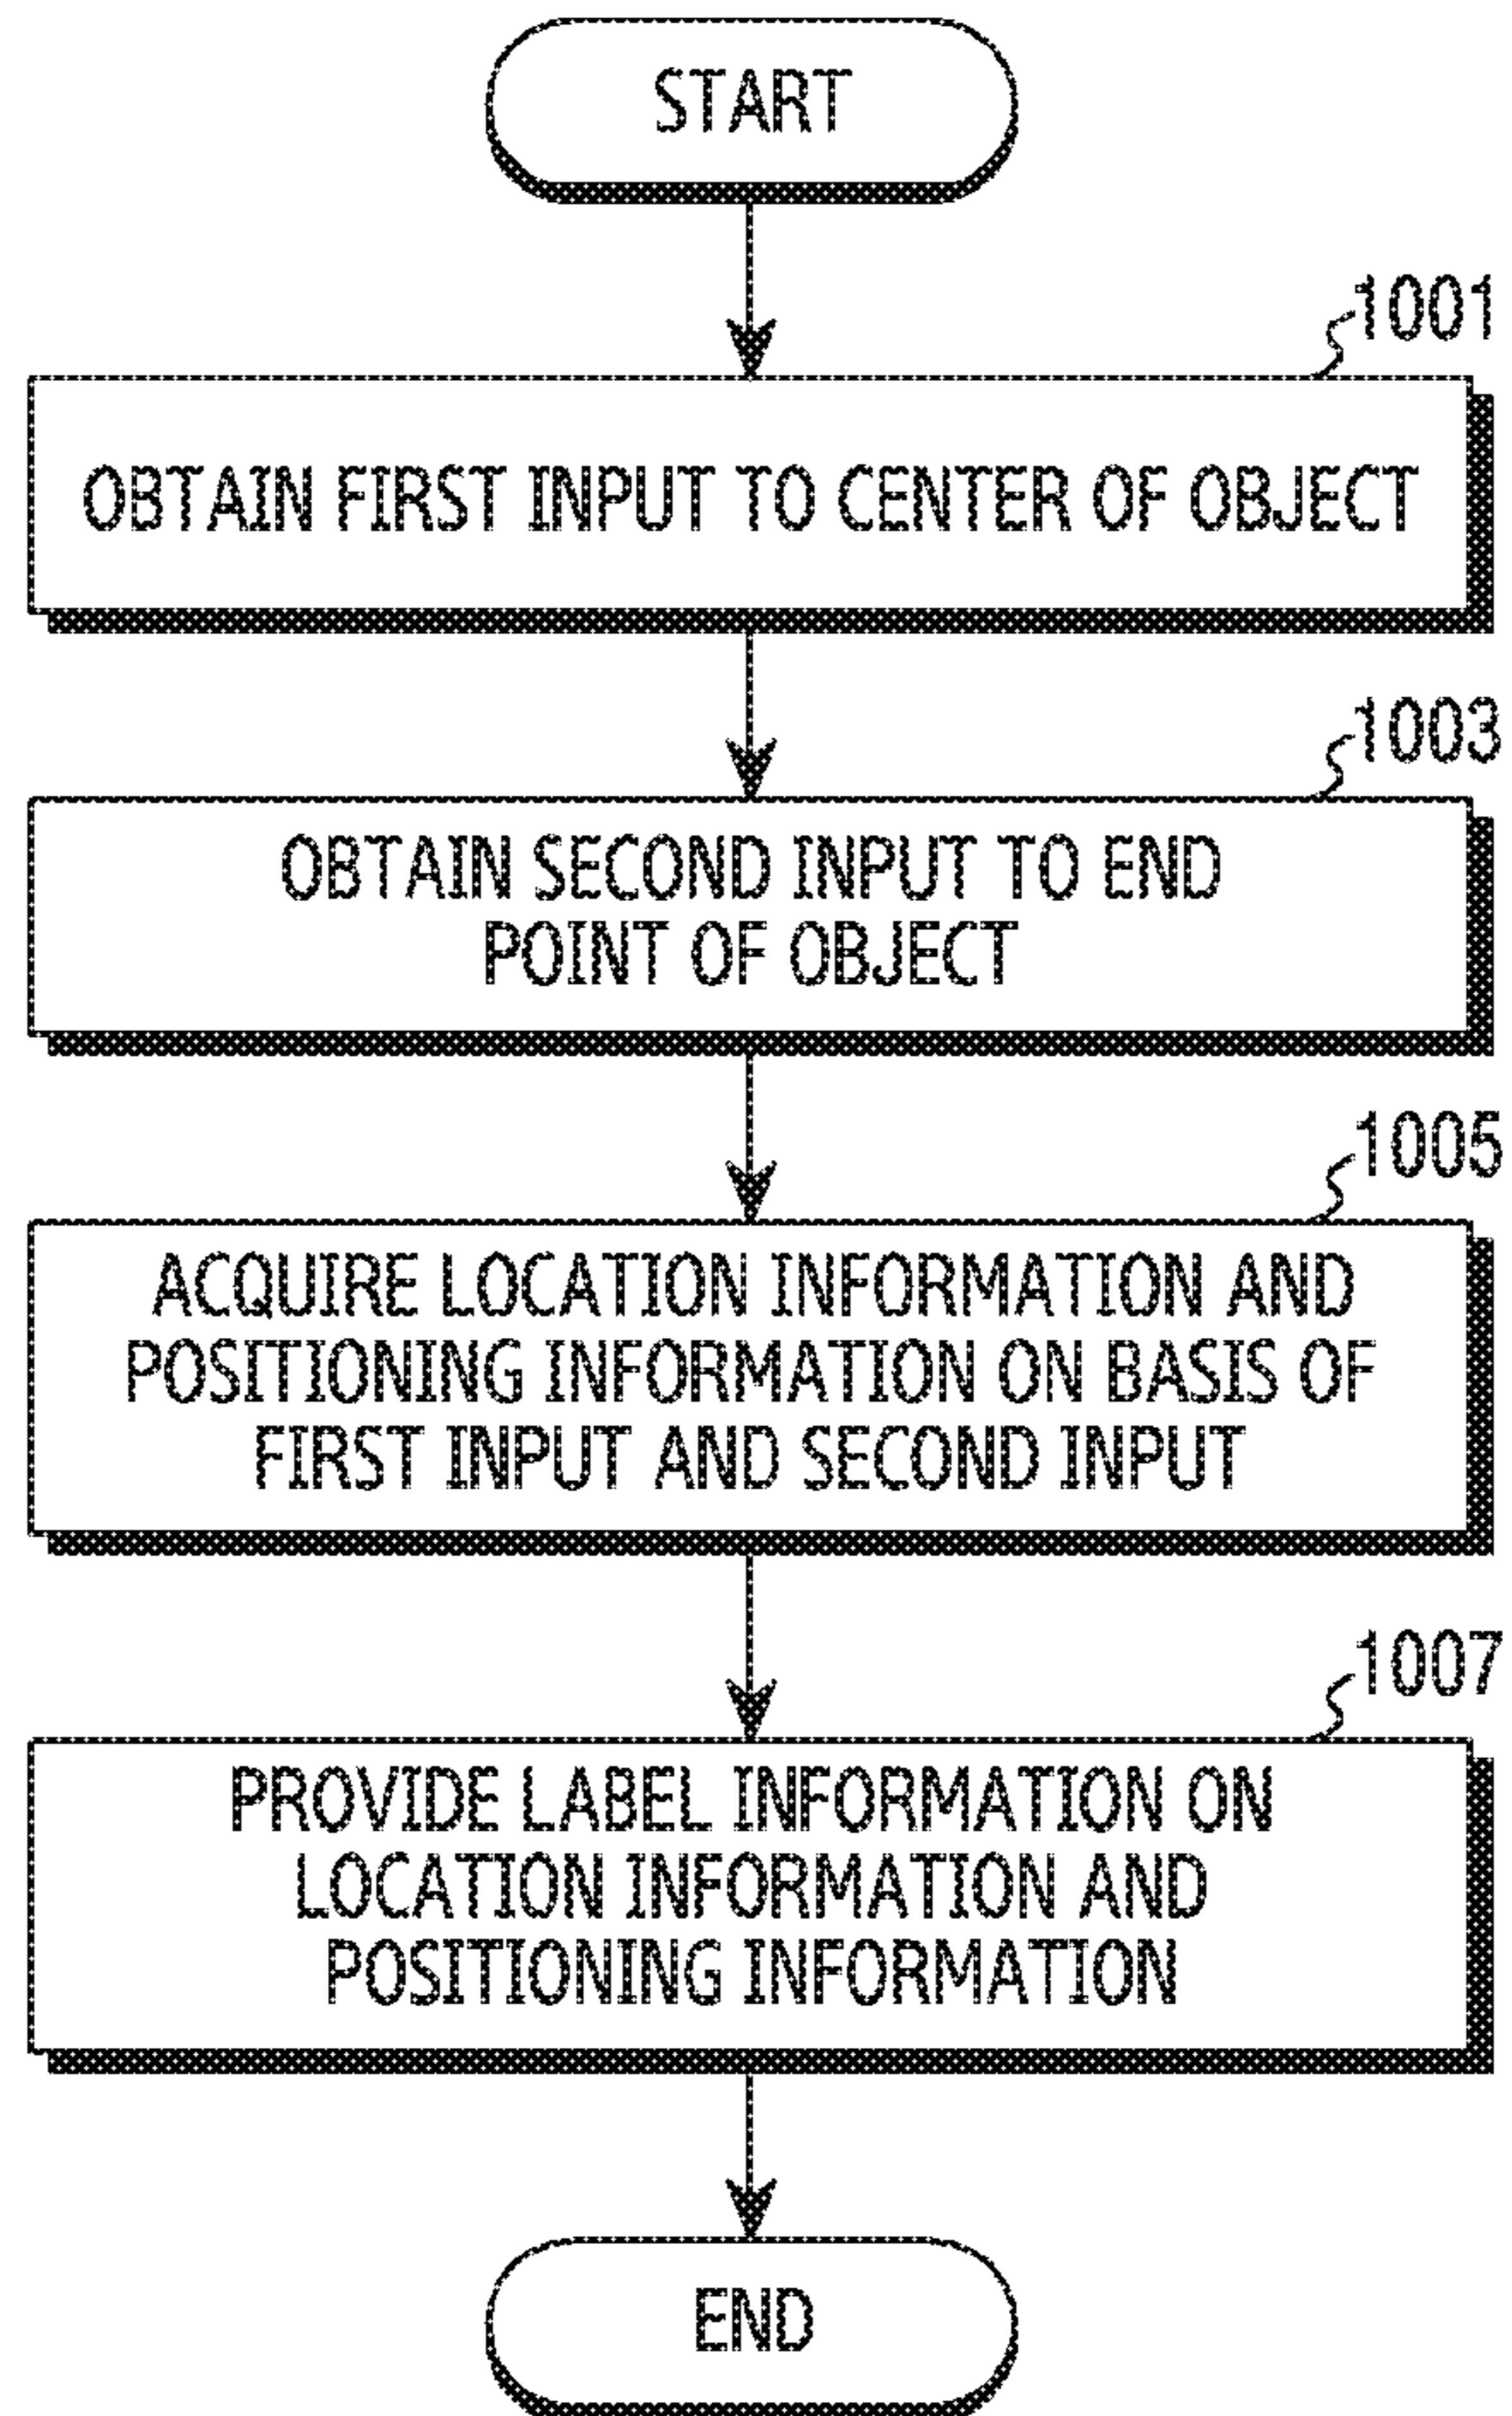 START
1001
OBTAIN FIRST INPUT TO CENTER OF OBJECT
1003
OBTAIN SECOND INPUT TO END
POINT OF OBJECT
1005
ACQUIRE LOCATION INFORMATION AND
POSITIONING INFORMATION ON BASIS OF
FIRST INPUT AND SECOND INPUT
1007
PROVIDE LABEL INFORMATION ON
LOCATION INFORMATION AND
POSITIONING INFORMATION
END